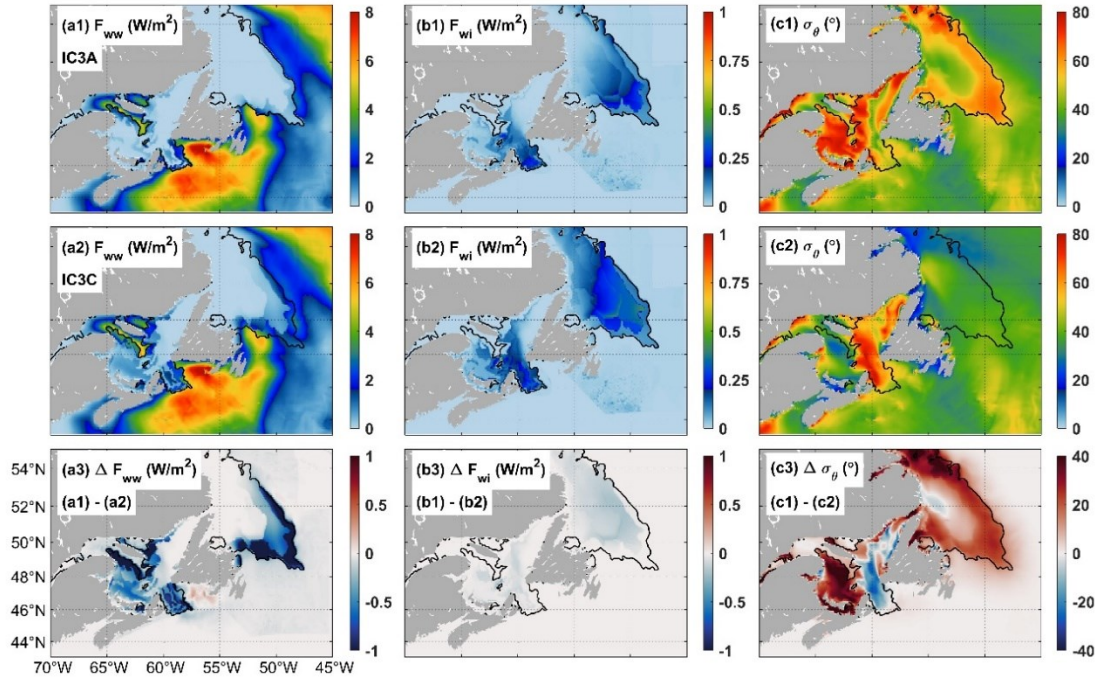 (a1) F_ww (W/m²)
IC3A
8
6
4
2
0
(b1) F_wi (W/m²)
1
0.75
0.5
0.25
0
(c1) σ_θ (°)
80
60
40
20
0
(a2) F_ww (W/m²)
IC3C
8
6
4
2
0
(b2) F_wi (W/m²)
1
0.75
0.5
0.25
0
(c2) σ_θ (°)
80
60
40
20
0
(a3) Δ F_ww (W/m²)
(a1) - (a2)
54°N
52°N
50°N
48°N
46°N
44°N
70°W 65°W 60°W 55°W 50°W 45°W
1
0.5
0
-0.5
-1
(b3) Δ F_wi (W/m²)
(b1) - (b2)
1
0.5
0
-0.5
-1
(c3) Δ σ_θ (°)
(c1) - (c2)
40
20
0
-20
-40